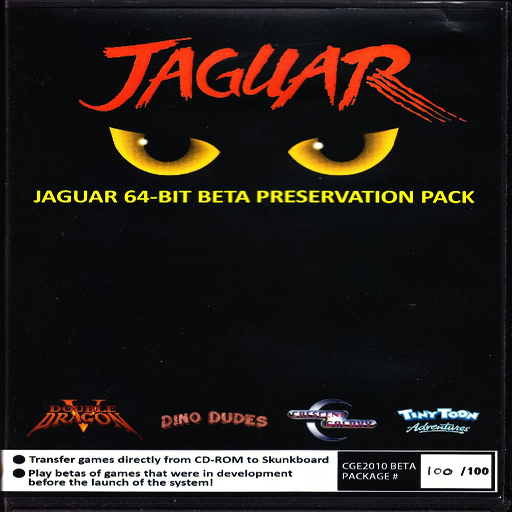 JAGUAR
JAGUAR 64-BIT BETA PRESERVATION PACK
DOUBLE DRAGON V
DINO DUDES
CRESCENT GALAXY
TINY TOON Adventures
• Transfer games directly from CD-ROM to Skunkboard
• Play betas of games that were in development
before the launch of the system!
CGE2010 BETA
PACKAGE # 100 /100